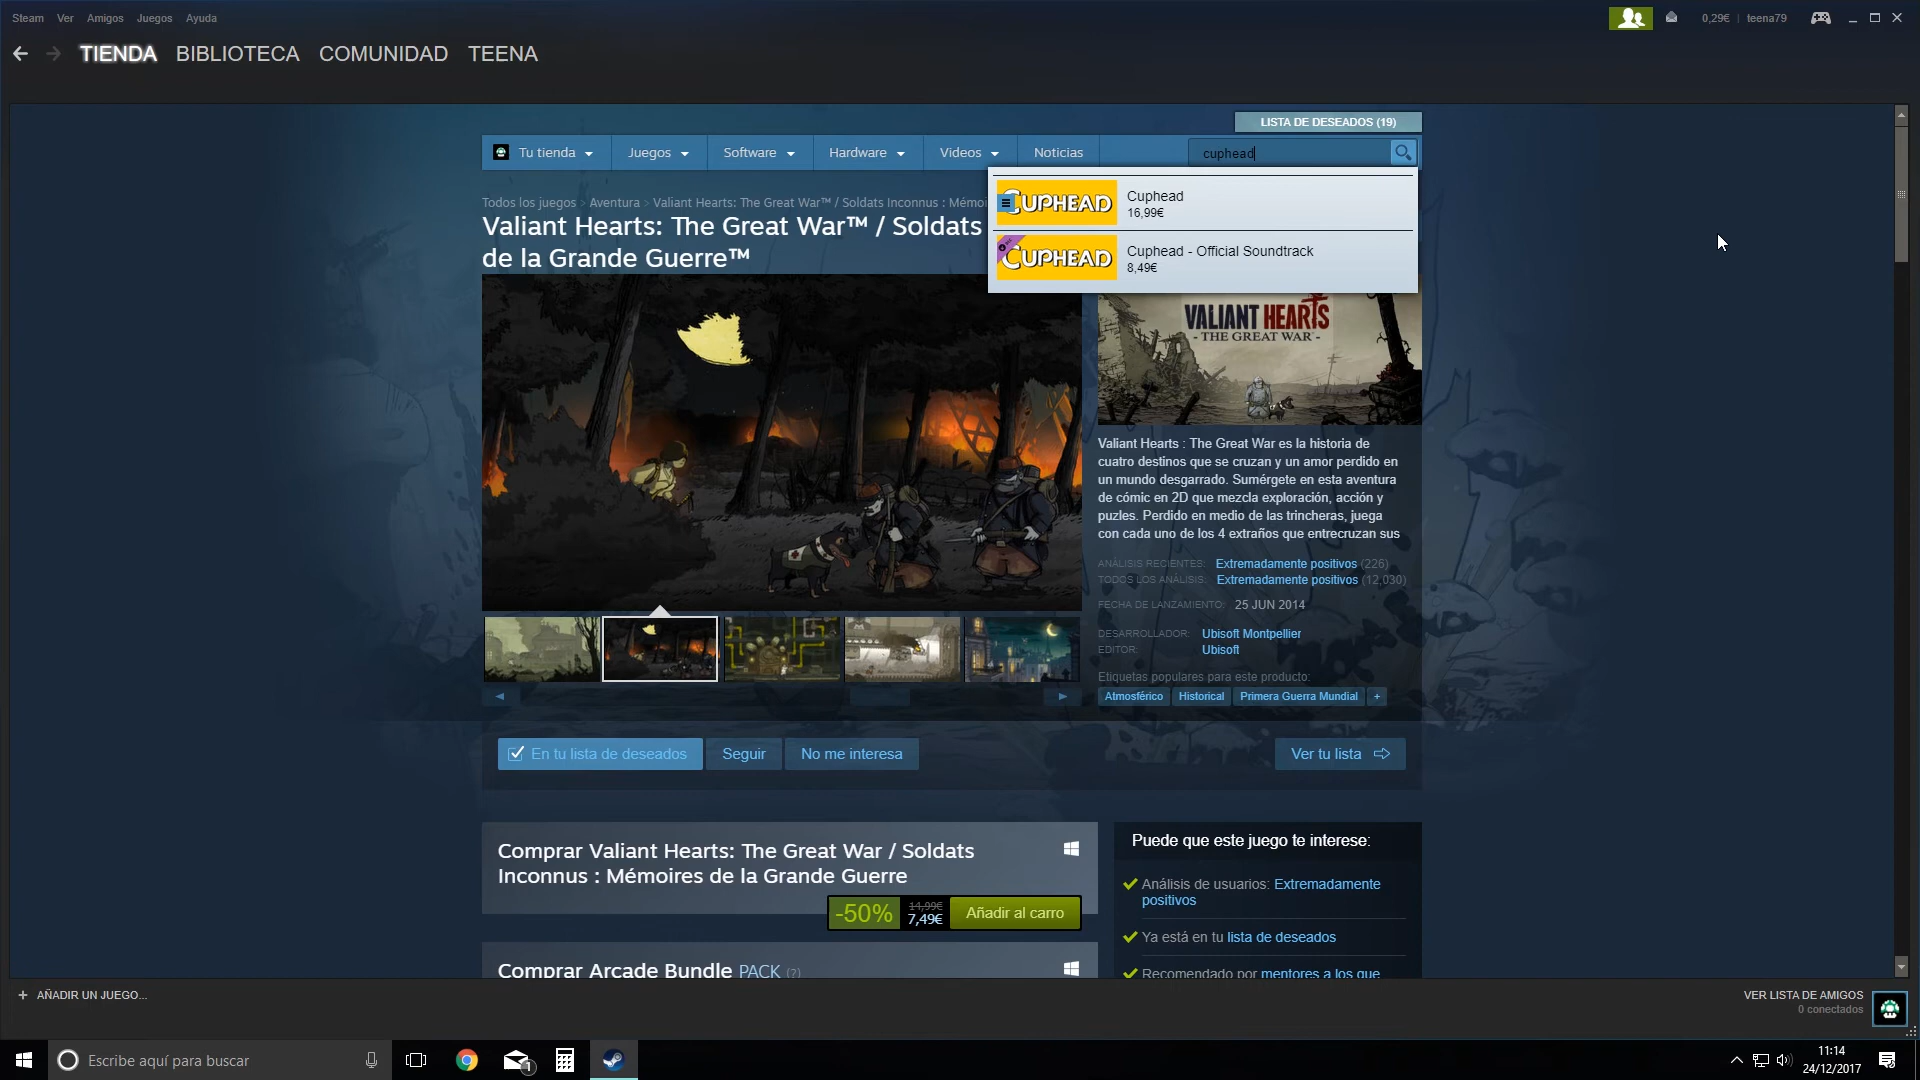 Steam Ver Amigos Juegos Ayuda
0,29€ | teena79
TIENDA BIBLIOTECA COMUNIDAD TEENA
LISTA DE DESEADOS (19)
Tu tienda Juegos Software Hardware Videos Noticias
cuphead
CUPHEAD
Cuphead
16,99€
CUPHEAD
Cuphead - Official Soundtrack
8,49€
Todos los juegos > Aventura > Valiant Hearts: The Great War™ / Soldats Inconnus : Mémoi
Valiant Hearts: The Great War™ / Soldats
de la Grande Guerre™
VALIANT HEARTS
- THE GREAT WAR -
Valiant Hearts : The Great War es la historia de
cuatro destinos que se cruzan y un amor perdido en
un mundo desgarrado. Sumérgete en esta aventura
de cómic en 2D que mezcla exploración, acción y
puzles. Perdido en medio de las trincheras, juega
con cada uno de los 4 extraños que entrecruzan sus
ANÁLISIS RECIENTES: Extremadamente positivos (226)
TODOS LOS ANÁLISIS: Extremadamente positivos (12,030)
FECHA DE LANZAMIENTO: 25 JUN 2014
DESARROLLADOR: Ubisoft Montpellier
EDITOR: Ubisoft
Etiquetas populares para este producto:
Atmosférico Historical Primera Guerra Mundial +
En tu lista de deseados Seguir No me interesa Ver tu lista
Comprar Valiant Hearts: The Great War / Soldats
Inconnus : Mémoires de la Grande Guerre
-50% 14,99€ 7,49€ Añadir al carro
Comprar Arcade Bundle PACK (?)
Puede que este juego te interese:
Análisis de usuarios: Extremadamente
positivos
Ya está en tu lista de deseados
Recomendado por mentores a los que
+ AÑADIR UN JUEGO...
VER LISTA DE AMIGOS
0 conectados
Escribe aquí para buscar
1
11:14
24/12/2017